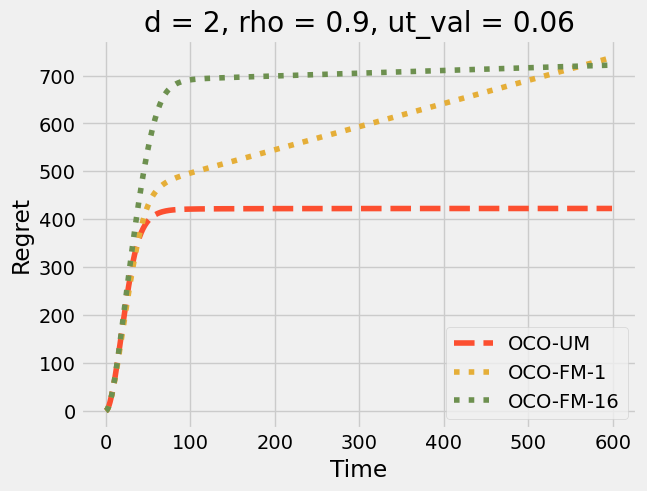 d = 2, rho = 0.9, ut_val = 0.06
Regret
700
600
500
400
300
200
100
0
OCO-UM
OCO-FM-1
OCO-FM-16
0 100 200 300 400 500 600
Time